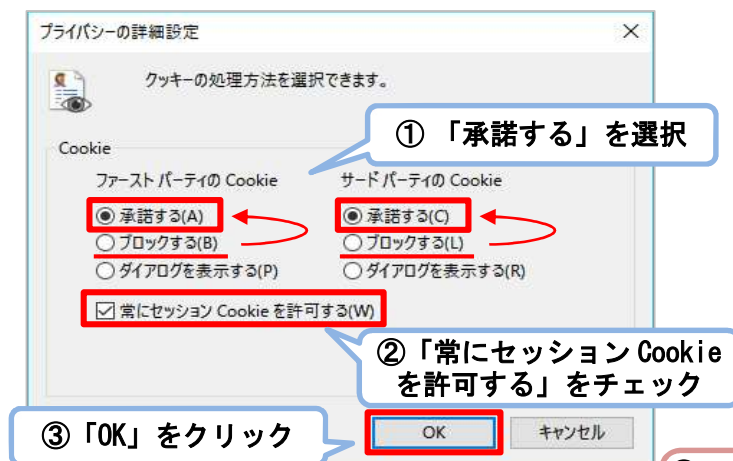 プライバシーの詳細設定
クッキーの処理方法を選択できます。
① 「承諾する」を選択
Cookie
ファースト パーティの Cookie
サード パーティの Cookie
承諾する(A)
承諾する(C)
ブロックする(B)
ブロックする(L)
ダイアログを表示する(P)
ダイアログを表示する(R)
常にセッション Cookie を許可する(W)
②「常にセッション Cookie
を許可する」をチェック
③「OK」をクリック
OK
キャンセル